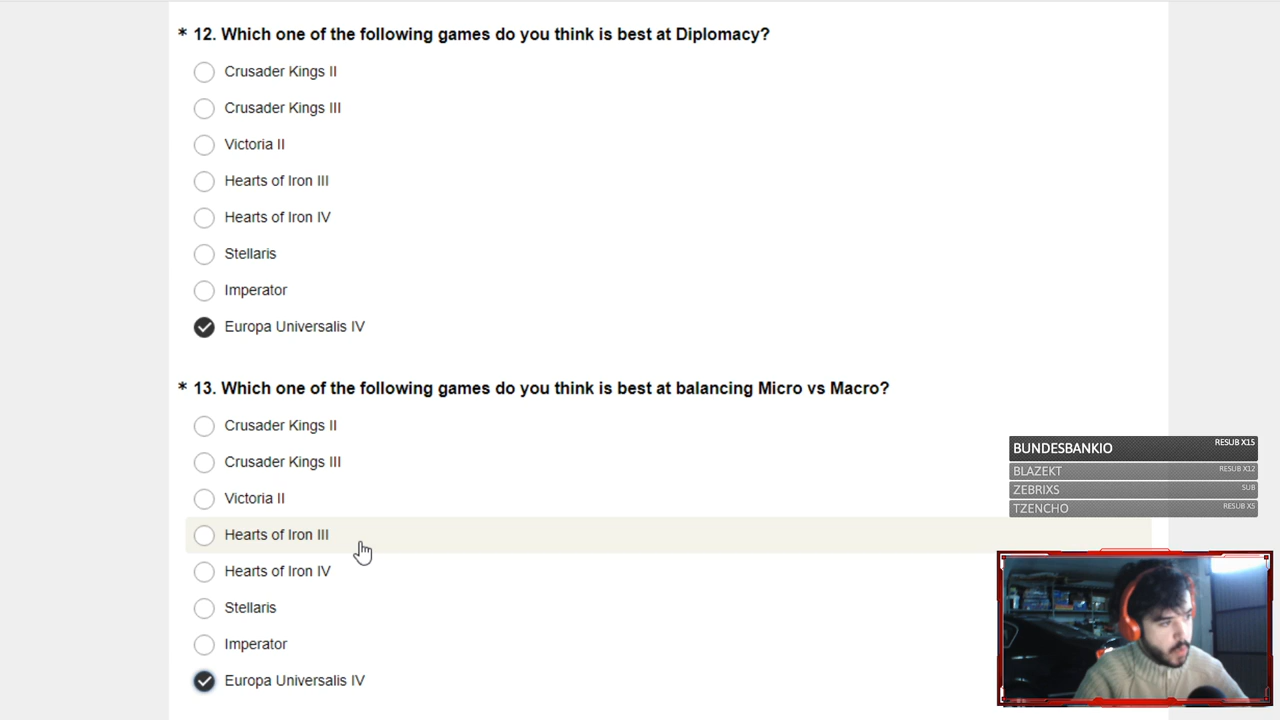 * 12. Which one of the following games do you think is best at Diplomacy?
Crusader Kings II
Crusader Kings III
Victoria II
Hearts of Iron III
Hearts of Iron IV
Stellaris
Imperator
Europa Universalis IV
* 13. Which one of the following games do you think is best at balancing Micro vs Macro?
Crusader Kings II
Crusader Kings III
Victoria II
Hearts of Iron III
Hearts of Iron IV
Stellaris
Imperator
Europa Universalis IV
BUNDESBANKIO RESUB X15
BLAZEKT RESUB X12
ZEBRIXS SUB
TZENCHO RESUB X5